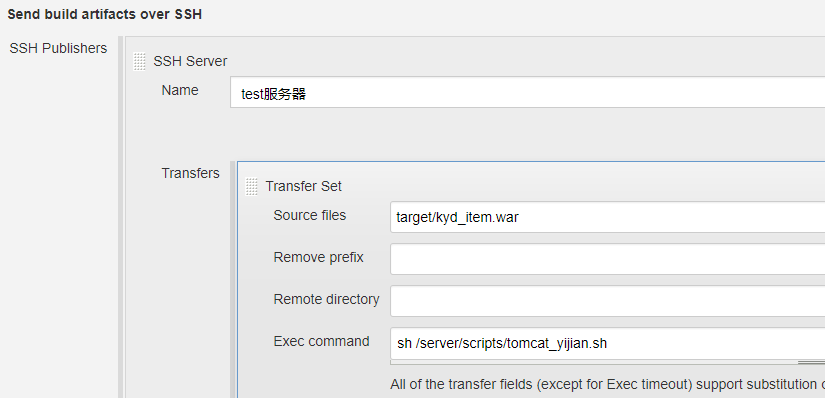 Send build artifacts over SSH
SSH Publishers
SSH Server
Name
test服务器
Transfers
Transfer Set
Source files
target/kyd_item.war
Remove prefix
Remote directory
Exec command
sh /server/scripts/tomcat_yijian.sh
All of the transfer fields (except for Exec timeout) support substitution